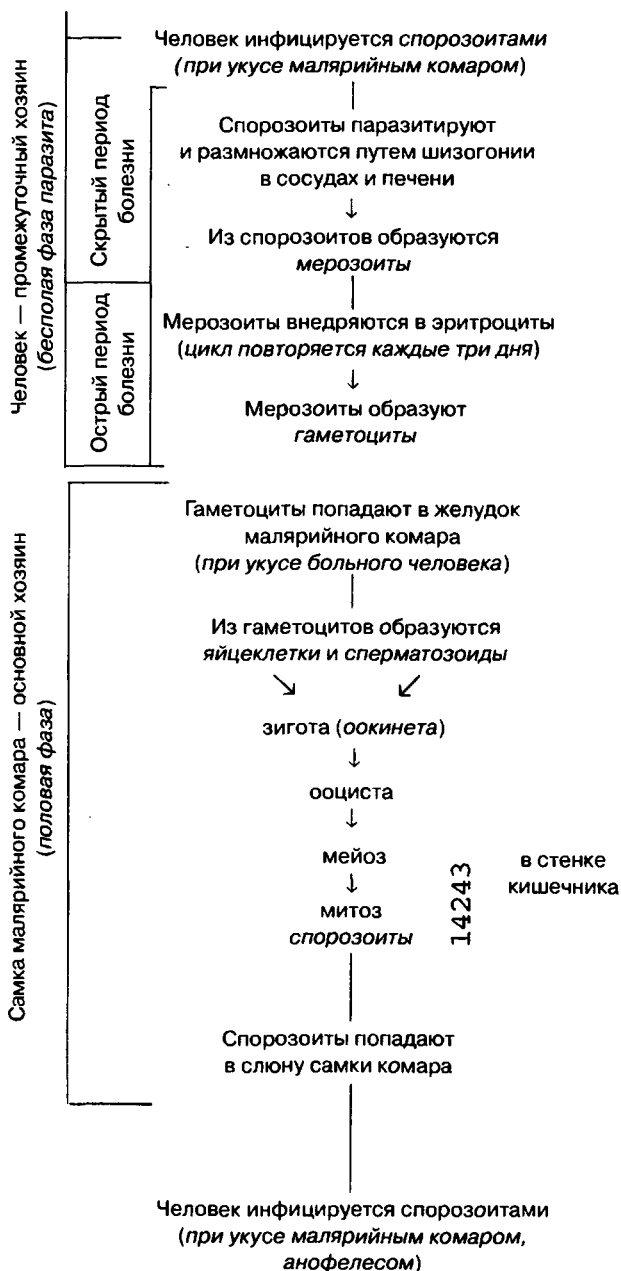 Человек инфицируется спорозоитами
(при укусе малярийным комаром)
Человек — промежуточный хозяин
(бесполая фаза паразита)
Скрытый период
болезни
Спорозоиты паразитируют
и размножаются путем шизогонии
в сосудах и печени
↓
Из спорозоитов образуются
мерозоиты
Острый период
болезни
Мерозоиты внедряются в эритроциты
(цикл повторяется каждые три дня)
↓
Мерозоиты образуют
гаметоциты
Самка малярийного комара — основной хозяин
(половая фаза)
Гаметоциты попадают в желудок
малярийного комара
(при укусе больного человека)
Из гаметоцитов образуются
яйцеклетки и сперматозоиды
↘ ↙
зигота (оокинета)
↓
ооциста
↓
мейоз
↓
митоз
спорозоиты
14243
в стенке
кишечника
Спорозоиты попадают
в слюну самки комара
Человек инфицируется спорозоитами
(при укусе малярийным комаром,
анофелесом)